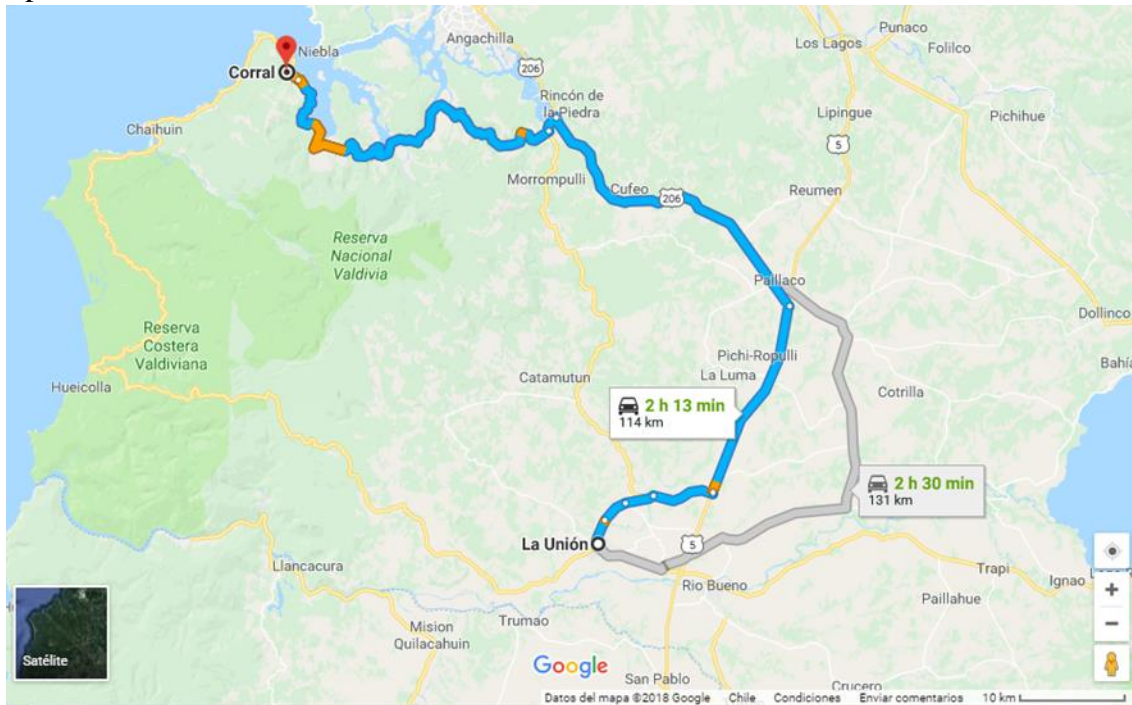 Niebla
Angachilla
206
Los Lagos
Punaco
Folilco
Corral
Rincón de
la Piedra
Lipingue
Pichihue
Chaihuin
5
Morrompulli
Cufeo
206
Reumen
Reserva
Nacional
Valdivia
Paillaco
Dollinco
Reserva
Costera
Valdiviana
Pichi-Ropulli
La Luma
Bahía
Hueicolla
Catamutun
Cotrilla
2 h 13 min
114 km
2 h 30 min
131 km
La Unión
5
Llancacura
Rio Bueno
Trapi
Ignao
Paillahue
Trumao
Mision
Quilacahuin
Satélite
Google
San Pablo
Crucero
Datos del mapa ©2018 Google Chile Condiciones Enviar comentarios 10 km